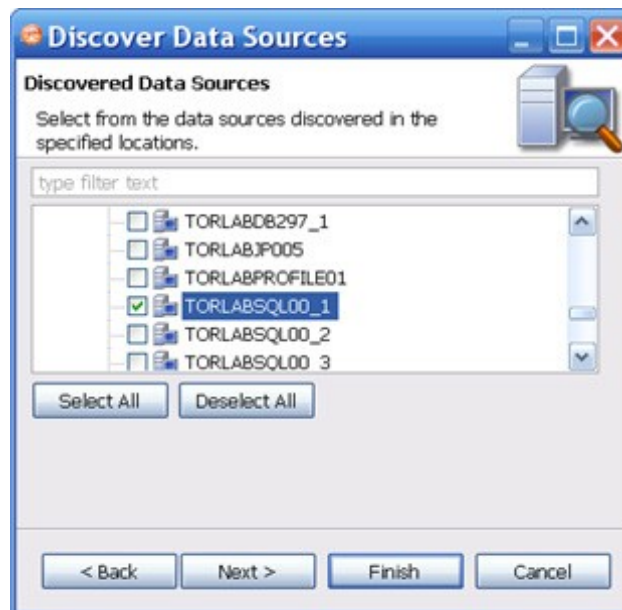 Discover Data Sources
Discovered Data Sources
Select from the data sources discovered in the
specified locations.
type filter text
TORLABDB297_1
TORLABJP005
TORLABPROFILE01
TORLABSQL00_1
TORLABSQL00_2
TORLABSQL00_3
Select All
Deselect All
< Back
Next >
Finish
Cancel